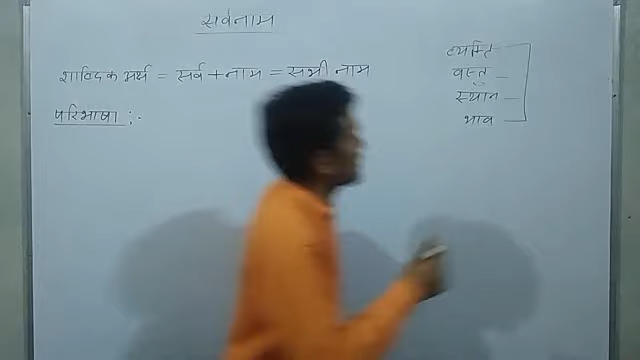 सर्वनाम
शाब्दिक अर्थ = सर्व + नाम = सभी नाम
परिभाषा :-
व्यक्ति
वस्तु
स्थान
भाव